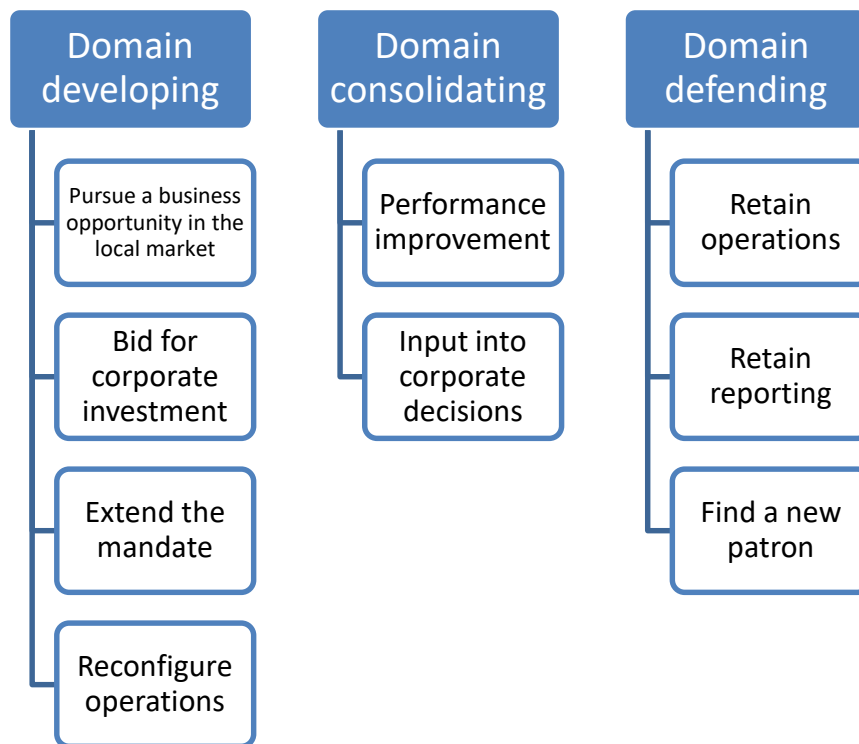 Domain
developing
Pursue a business
opportunity in the
local market
Bid for
corporate
investment
Extend the
mandate
Reconfigure
operations
Domain
consolidating
Performance
improvement
Input into
corporate
decisions
Domain
defending
Retain
operations
Retain
reporting
Find a new
patron